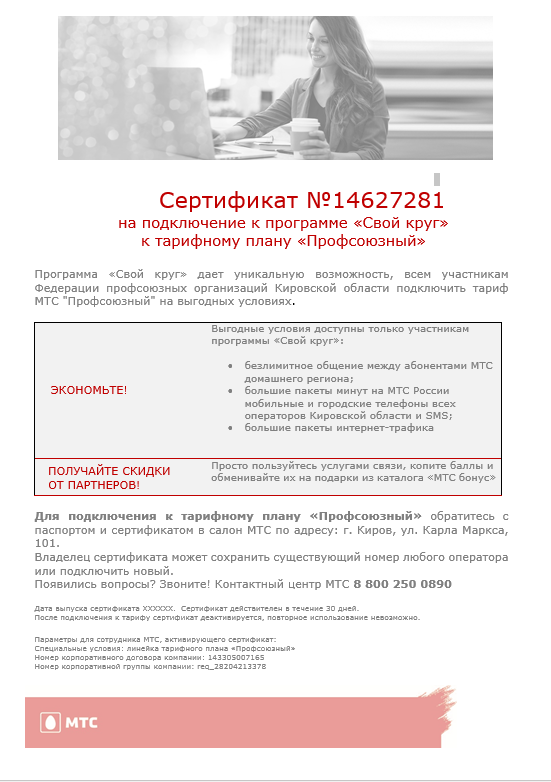 Сертификат №14627281
на подключение к программе «Свой круг»
к тарифному плану «Профсоюзный»
Программа «Свой круг» дает уникальную возможность, всем участникам
Федерации профсоюзных организаций Кировской области подключить тариф
МТС "Профсоюзный" на выгодных условиях.
ЭКОНОМЬТЕ!
Выгодные условия доступны только участникам
программы «Свой круг»:
• безлимитное общение между абонентами МТС
домашнего региона;
• большие пакеты минут на МТС России
мобильные и городские телефоны всех
операторов Кировской области и SMS;
• большие пакеты интернет-трафика
ПОЛУЧАЙТЕ СКИДКИ
ОТ ПАРТНЕРОВ!
Просто пользуйтесь услугами связи, копите баллы и
обменивайте их на подарки из каталога «МТС бонус»
Для подключения к тарифному плану «Профсоюзный» обратитесь с
паспортом и сертификатом в салон МТС по адресу: г. Киров, ул. Карла Маркса,
101.
Владелец сертификата может сохранить существующий номер любого оператора
или подключить новый.
Появились вопросы? Звоните! Контактный центр МТС 8 800 250 0890
Дата выпуска сертификата XXXXXX. Сертификат действителен в течение 30 дней.
После подключения к тарифу сертификат деактивируется, повторное использование невозможно.
Параметры для сотрудника МТС, активирующего сертификат:
Специальные условия: линейка тарифного плана «Профсоюзный»
Номер корпоративного договора компании: 143305007165
Номер корпоративной группы компании: req_28204213378
МТС